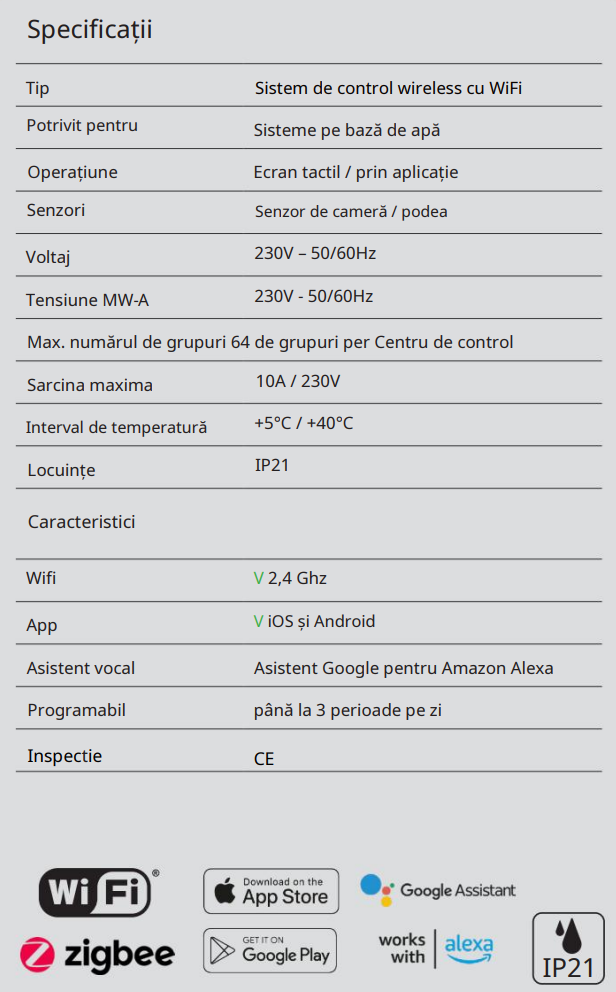 Specificații
Tip Sistem de control wireless cu WiFi
Potrivit pentru Sisteme pe bază de apă
Operațiune Ecran tactil / prin aplicație
Senzori Senzor de cameră / podea
Voltaj 230V – 50/60Hz
Tensiune MW-A 230V - 50/60Hz
Max. numărul de grupuri 64 de grupuri per Centru de control
Sarcina maxima 10A / 230V
Interval de temperatură +5°C / +40°C
Locuințe IP21
Caracteristici
Wifi V 2,4 Ghz
App V iOS și Android
Asistent vocal Asistent Google pentru Amazon Alexa
Programabil până la 3 perioade pe zi
Inspectie CE
Wi Fi ®
Download on the
App Store
Google Assistant
zigbee
GET IT ON
Google Play
works
with
alexa
IP21